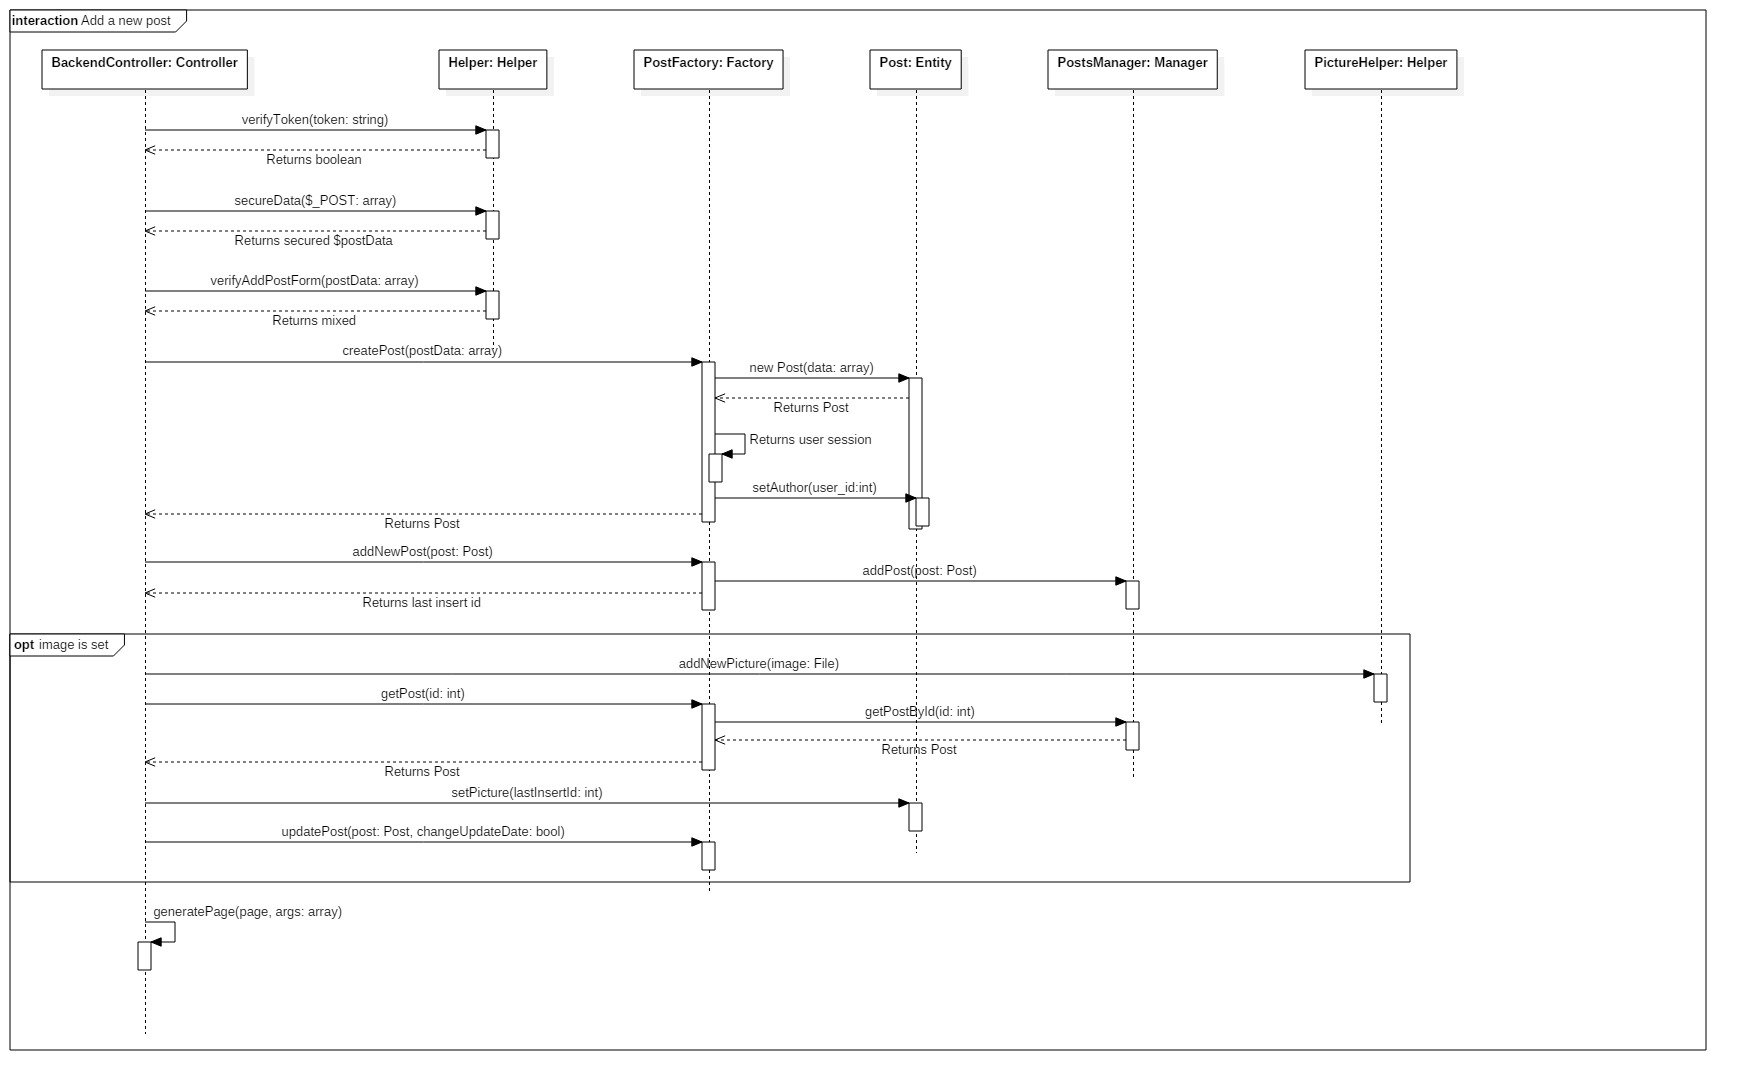 interaction Add a new post
BackendController: Controller
Helper: Helper
PostFactory: Factory
Post: Entity
PostsManager: Manager
PictureHelper: Helper
verifyToken(token: string)
Returns boolean
secureData($_POST: array)
Returns secured $postData
verifyAddPostForm(postData: array)
Returns mixed
createPost(postData: array)
new Post(data: array)
Returns Post
Returns user session
setAuthor(user_id:int)
Returns Post
addNewPost(post: Post)
addPost(post: Post)
Returns last insert id
opt image is set
addNewPicture(image: File)
getPost(id: int)
getPostById(id: int)
Returns Post
Returns Post
setPicture(lastInsertId: int)
updatePost(post: Post, changeUpdateDate: bool)
generatePage(page, args: array)